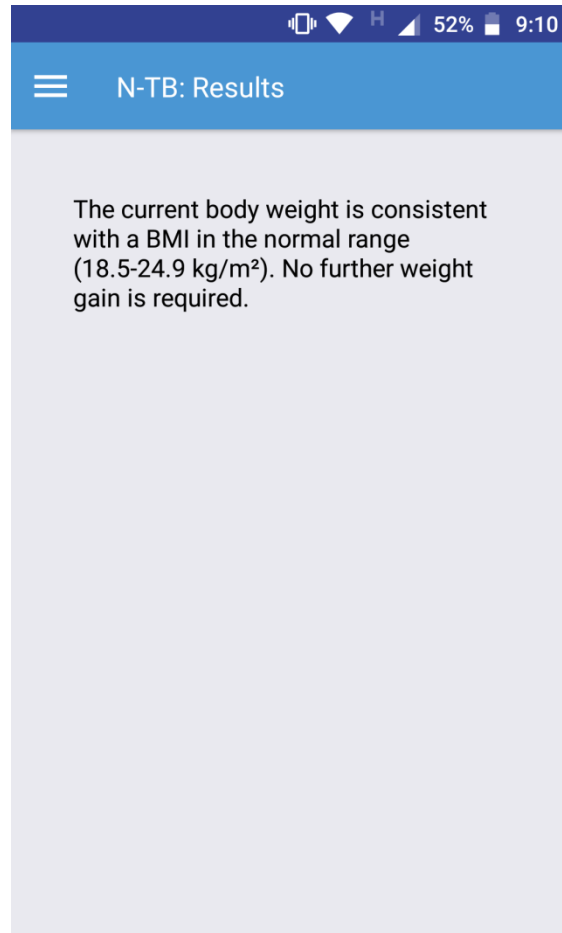 H 52% 9:10
N-TB: Results
The current body weight is consistent
with a BMI in the normal range
(18.5-24.9 kg/m²). No further weight
gain is required.